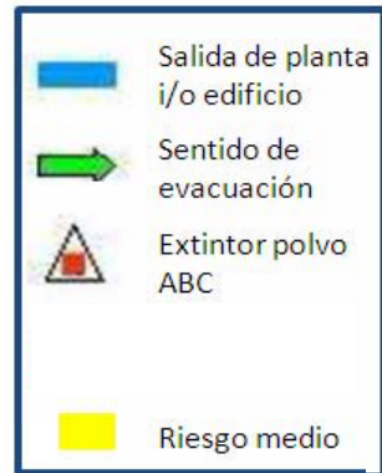 Salida de planta
i/o edificio
Sentido de
evacuación
Extintor polvo
ABC
Riesgo medio